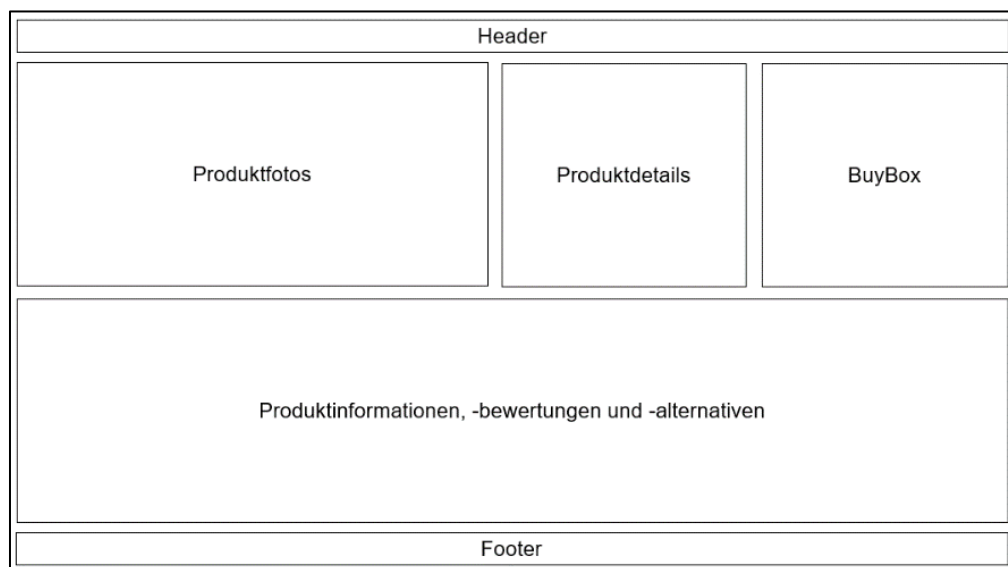 Header
Produktfotos
Produktdetails
BuyBox
Produktinformationen, -bewertungen und -alternativen
Footer